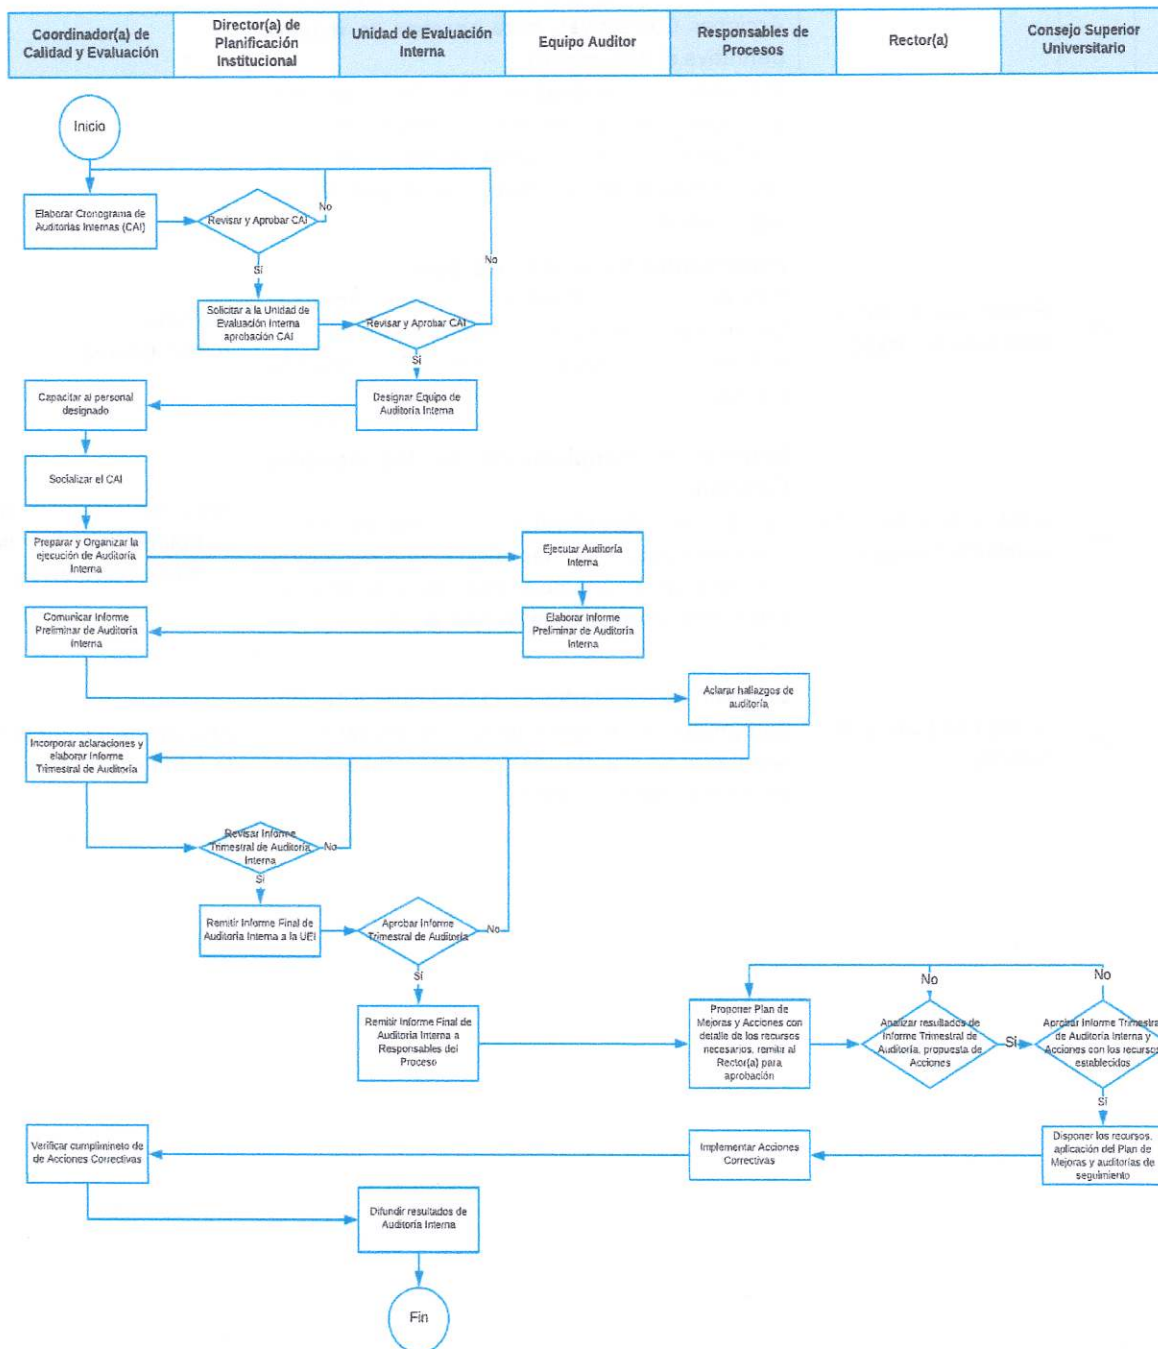 Coordinador(a) de
Calidad y Evaluación
Director(a) de
Planificación
Institucional
Unidad de Evaluación
Interna
Equipo Auditor
Responsables de
Procesos
Rector(a)
Consejo Superior
Universitario
Inicio
Elaborar Cronograma de
Auditorías Internas (CAI)
Revisar y Aprobar CAI
No
Sí
No
Solicitar a la Unidad de
Evaluación Interna
aprobación CAI
Revisar y Aprobar CAI
Sí
Capacitar al personal
designado
Designar Equipo de
Auditoría Interna
Socializar el CAI
Preparar y Organizar la
ejecución de Auditoría
Interna
Ejecutar Auditoría
Interna
Comunicar Informe
Preliminar de Auditoría
Interna
Elaborar Informe
Preliminar de Auditoría
Interna
Aclarar hallazgos de
auditoría
Incorporar aclaraciones y
elaborar Informe
Trimestral de Auditoría
Revisar Informe
Trimestral de Auditoría
Interna
No
Sí
Remitir Informe Final de
Auditoría Interna a la UEI
Aprobar Informe
Trimestral de Auditoría
No
Sí
Remitir Informe Final de
Auditoría Interna a
Responsables del
Proceso
Proponer Plan de
Mejoras y Acciones con
detalle de los recursos
necesarios, remitir al
Rector(a) para
aprobación
No
Analizar resultados de
Informe Trimestral de
Auditoría, propuesta de
Acciones
Sí
No
Aprobar Informe Trimestral
de Auditoría Interna y
Acciones con los recursos
establecidos
Sí
Verificar cumplimineto de
de Acciones Correctivas
Implementar Acciones
Correctivas
Disponer los recursos,
aplicación del Plan de
Mejoras y auditorías de
seguimiento
Difundir resultados de
Auditoría Interna
Fin